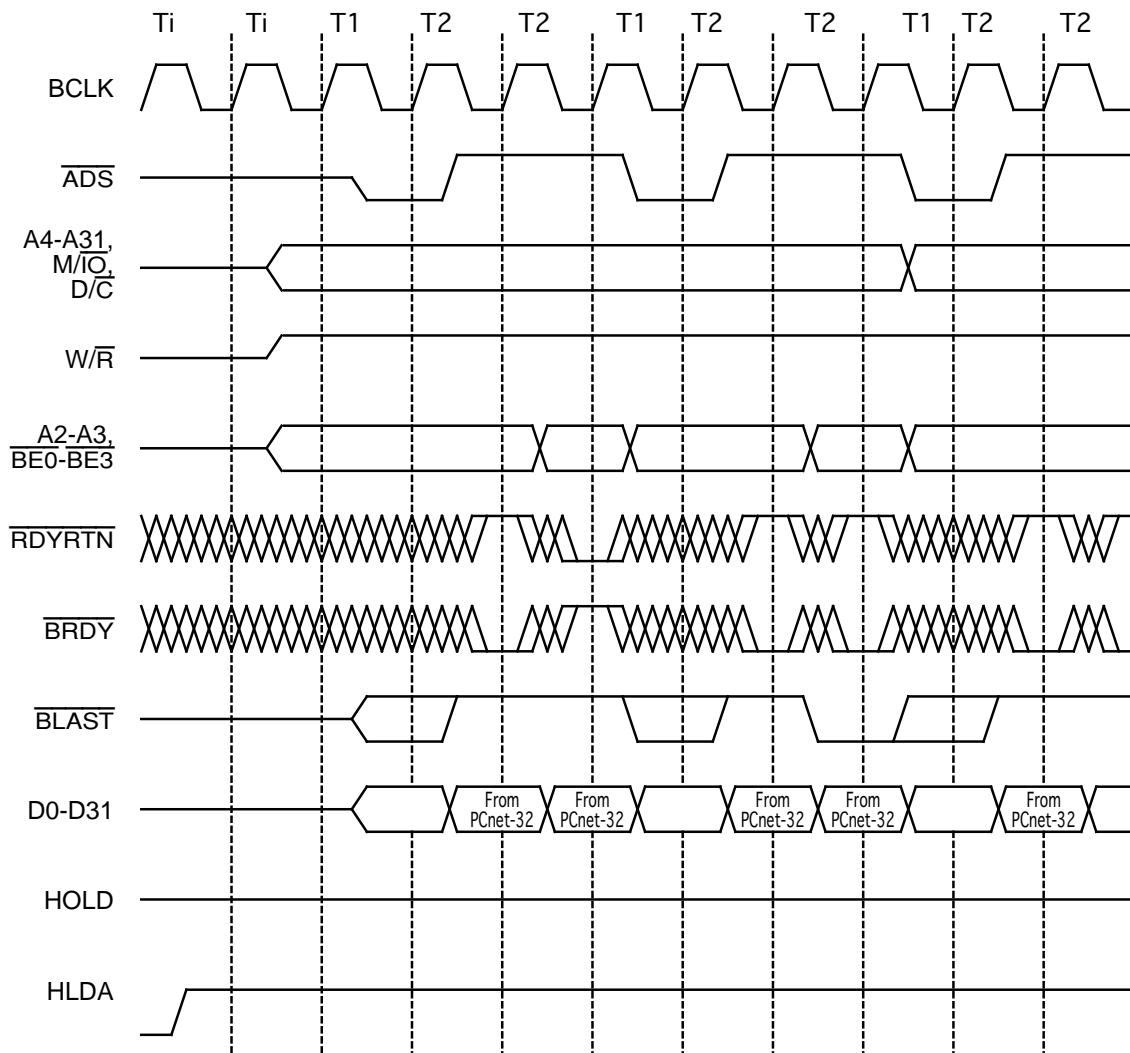 Ti Ti T1 T2 T2 T1 T2 T2 T1 T2 T2
BCLK
ADS
A4-A31,
M/IO,
D/C
W/R
A2-A3,
BE0-BE3
RDYRTN
BRDY
BLAST
D0-D31
From
PCnet-32
From
PCnet-32
From
PCnet-32
From
PCnet-32
From
PCnet-32
HOLD
HLDA